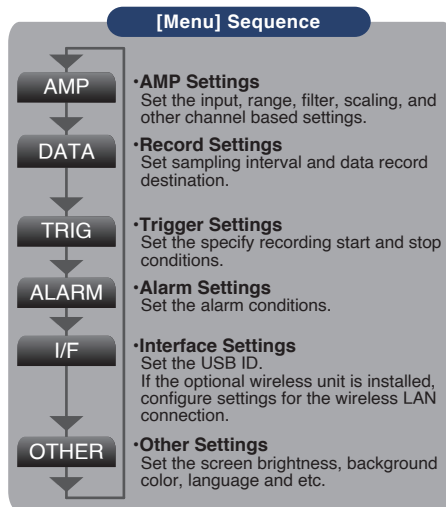 [Menu] Sequence
AMP
・AMP Settings
Set the input, range, filter, scaling, and
other channel based settings.
DATA
・Record Settings
Set sampling interval and data record
destination.
TRIG
・Trigger Settings
Set the specify recording start and stop
conditions.
ALARM
・Alarm Settings
Set the alarm conditions.
I/F
・Interface Settings
Set the USB ID.
If the optional wireless unit is installed,
configure settings for the wireless LAN
connection.
OTHER
・Other Settings
Set the screen brightness, background
color, language and etc.